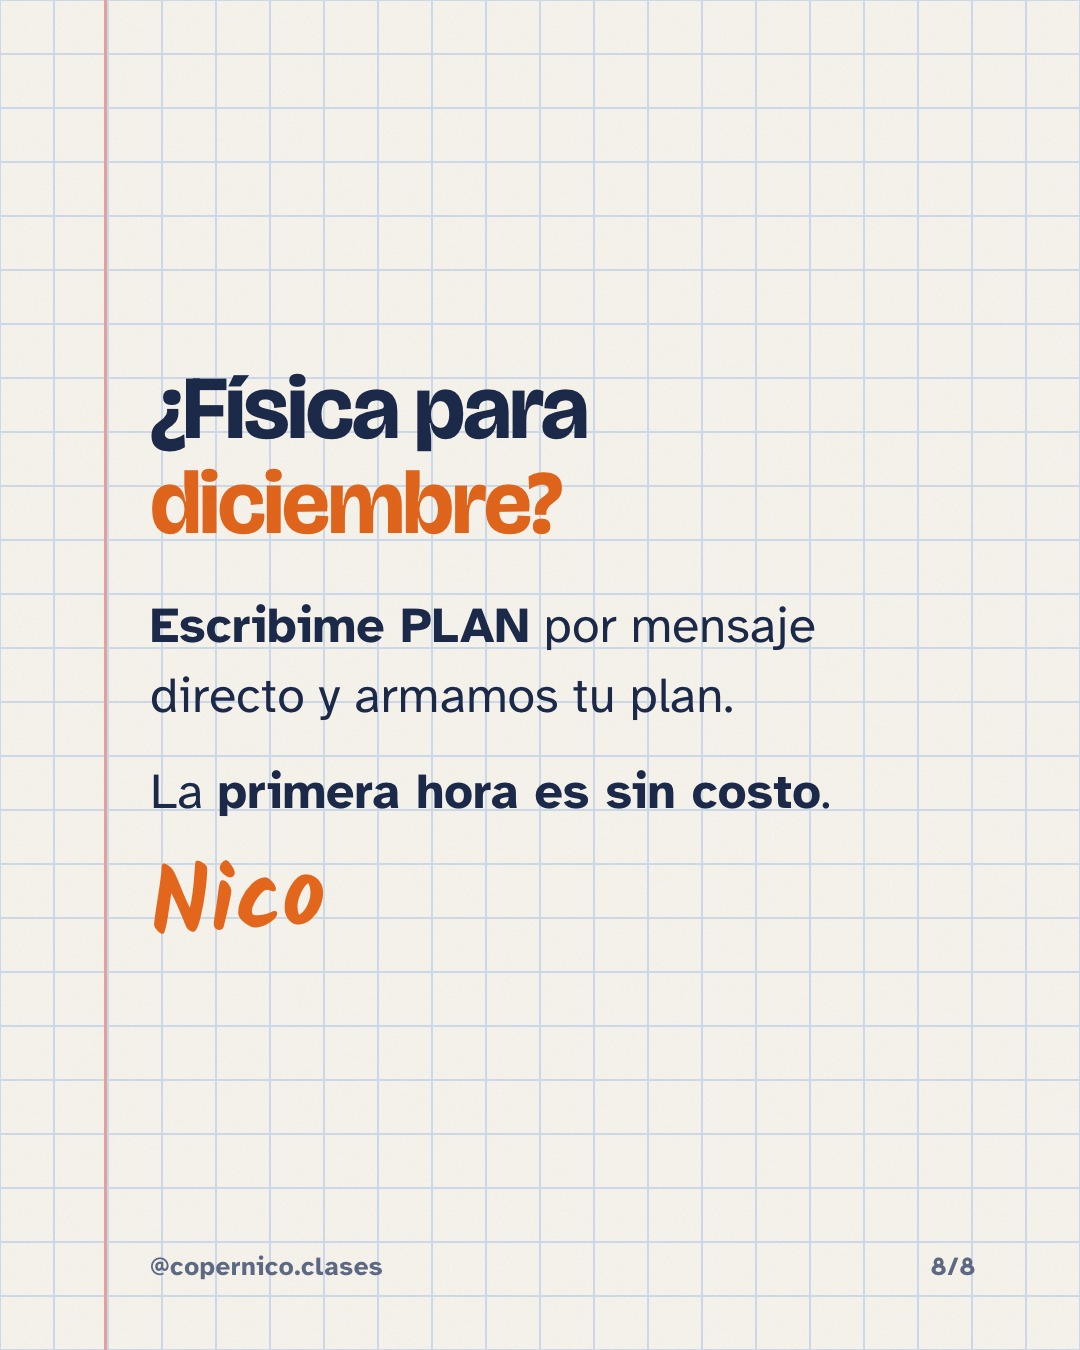 ¿Física para
diciembre?
Escribime PLAN por mensaje
directo y armamos tu plan.
La primera hora es sin costo.
Nico
@copernico.clases
8/8